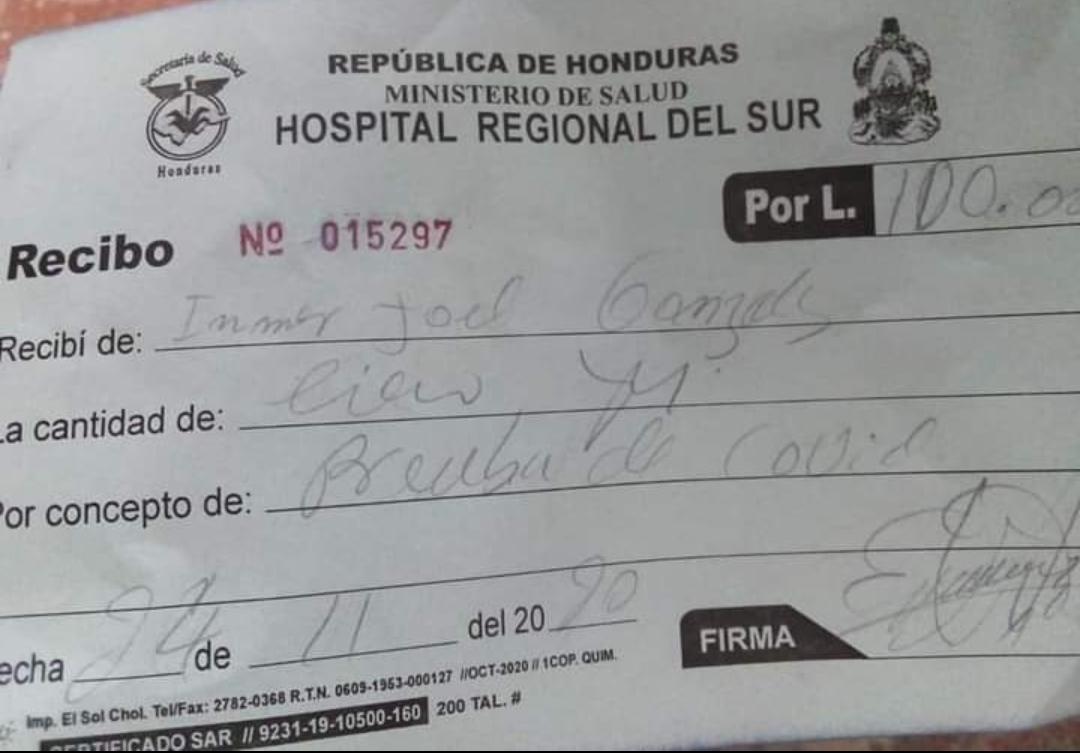 Secretaría de Salud
Honduras
REPÚBLICA DE HONDURAS
MINISTERIO DE SALUD
HOSPITAL REGIONAL DEL SUR
Por L. 100.00
Recibo Nº 015297
Recibí de: Inmer Joel Gonzales
La cantidad de: Cien
Por concepto de: Prueba de Covid
echa 24 de 11 del 20 20
FIRMA
Imp. El Sol Chol. Tel/Fax: 2782-0368 R.T.N. 0609-1953-000127 //OCT-2020 // 1COP. QUIM.
CERTIFICADO SAR // 9231-19-10500-160 200 TAL. #